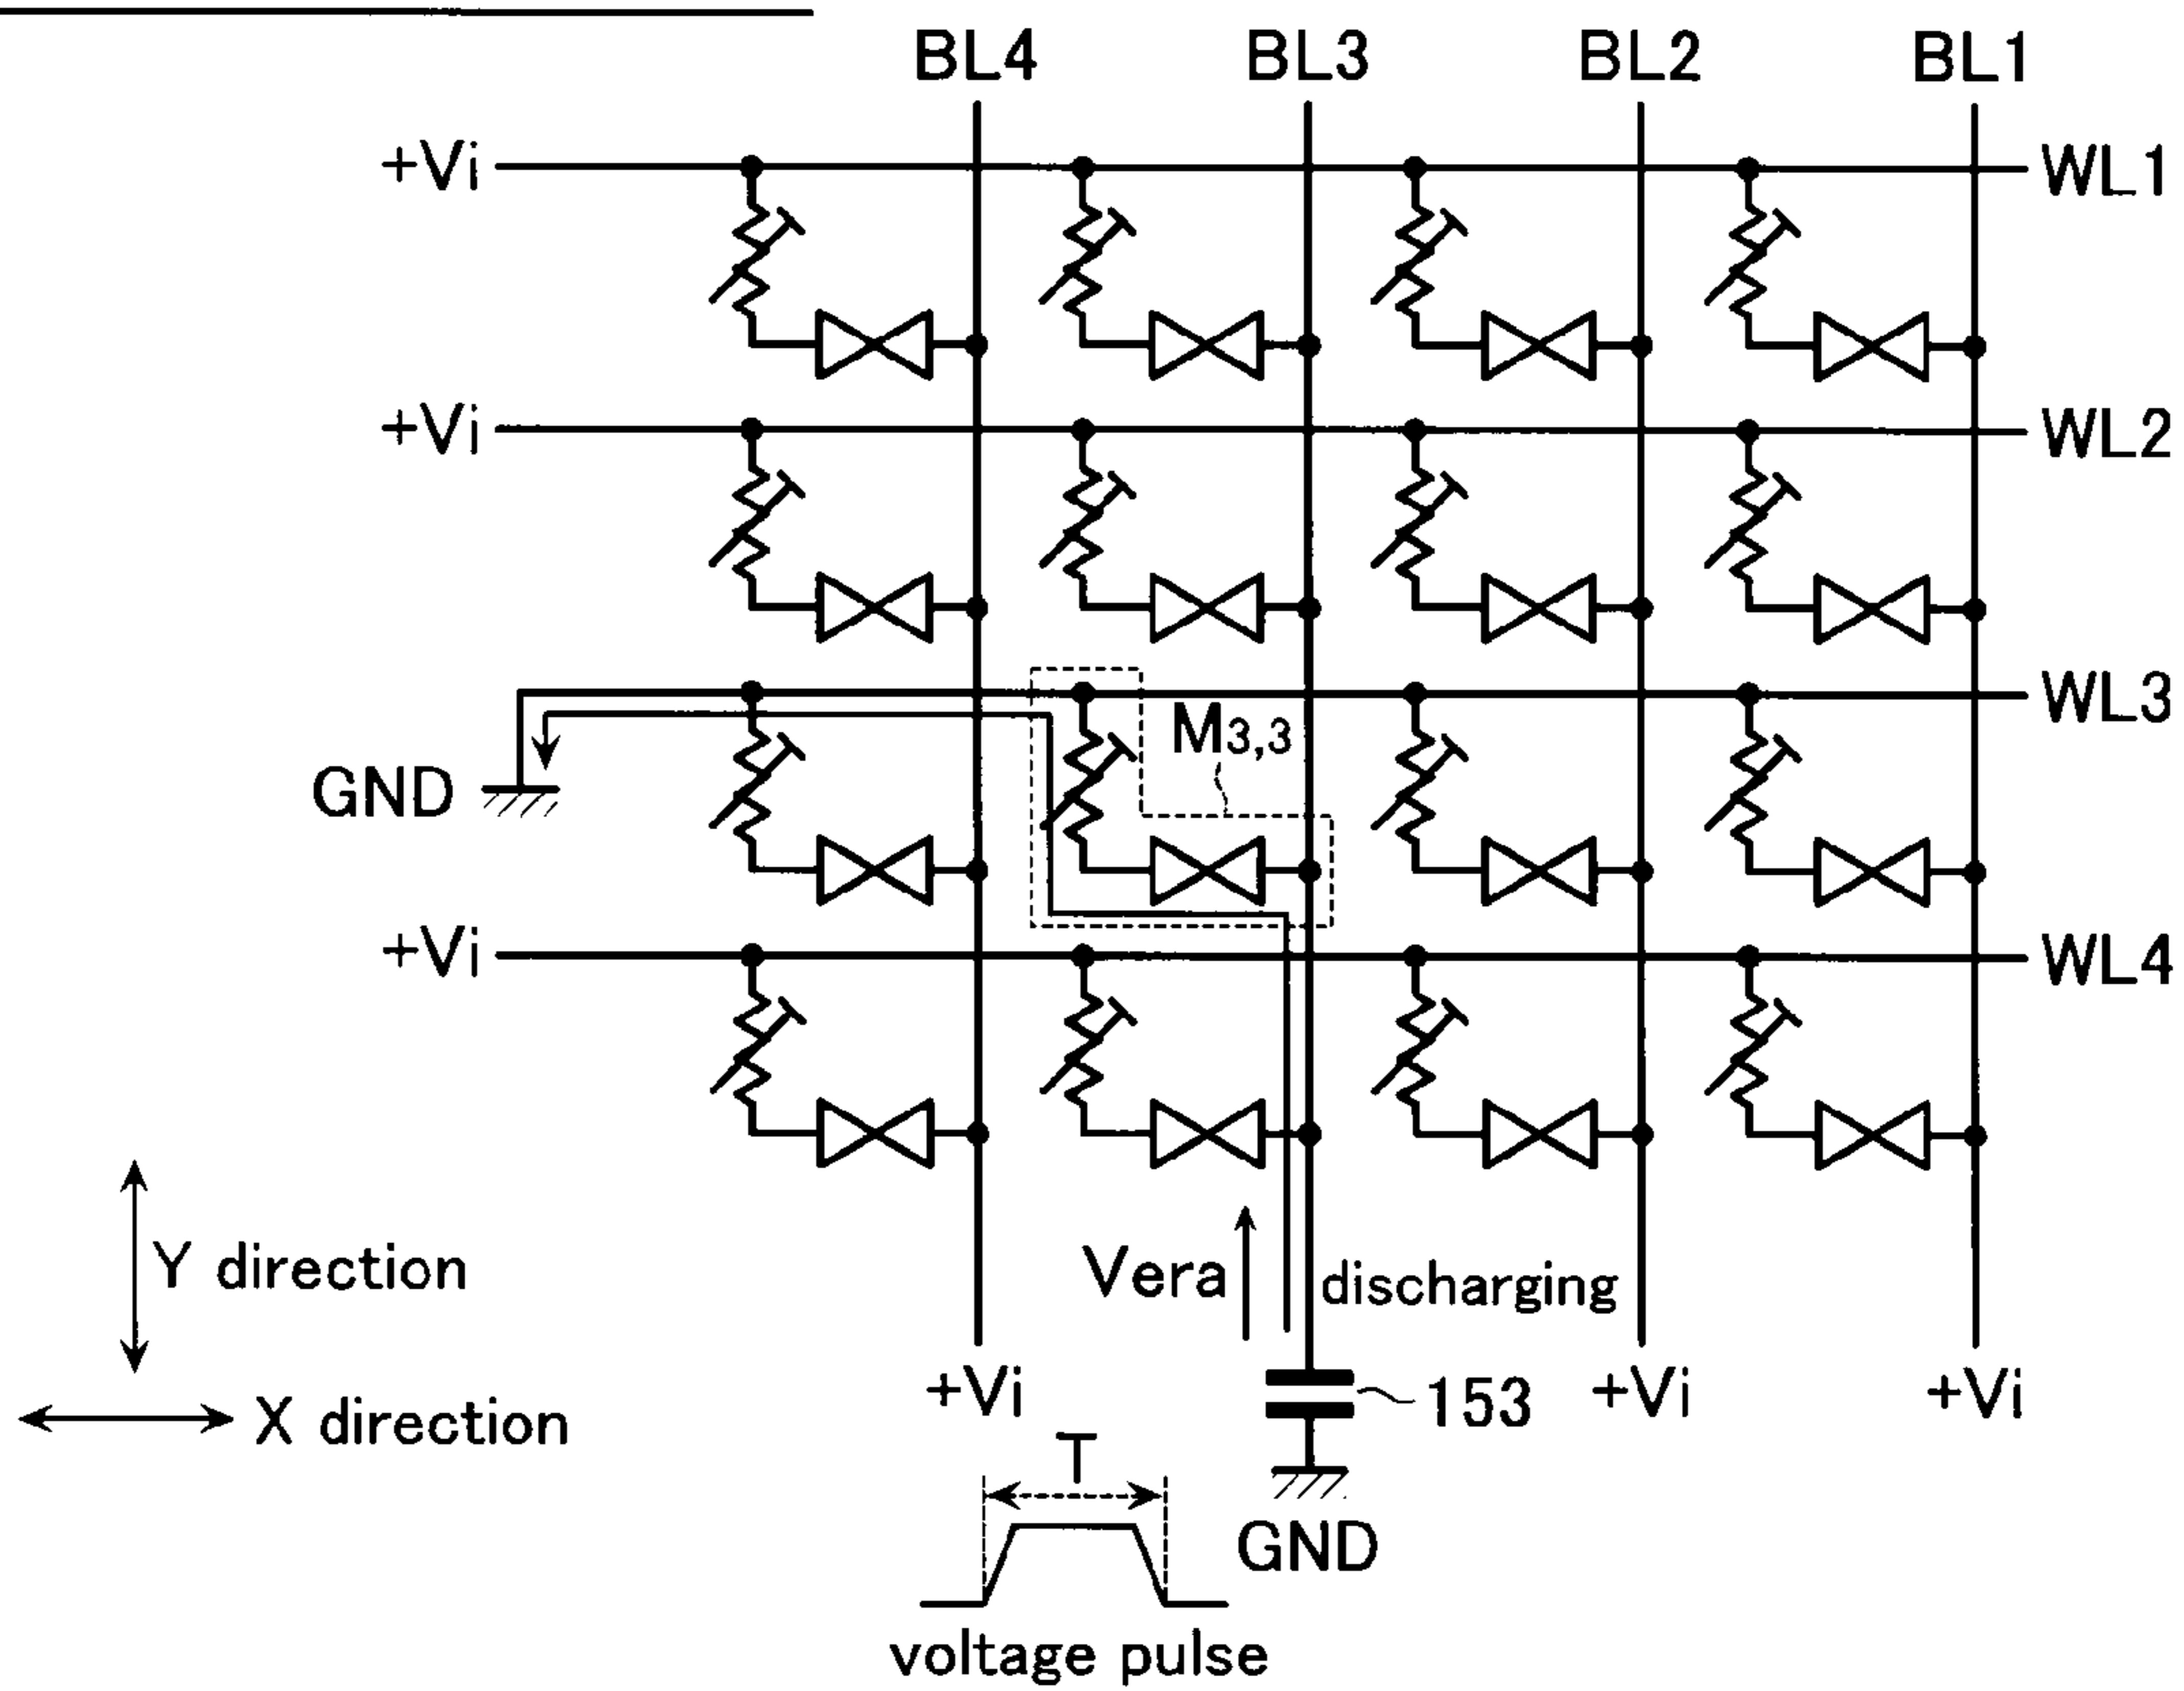 BL4 BL3 BL2 BL1
+Vi WL1
+Vi WL2
WL3
M3,3
GND
+Vi WL4
Vera discharging
Y direction
+Vi 153 +Vi +Vi
X direction
T
GND
voltage pulse